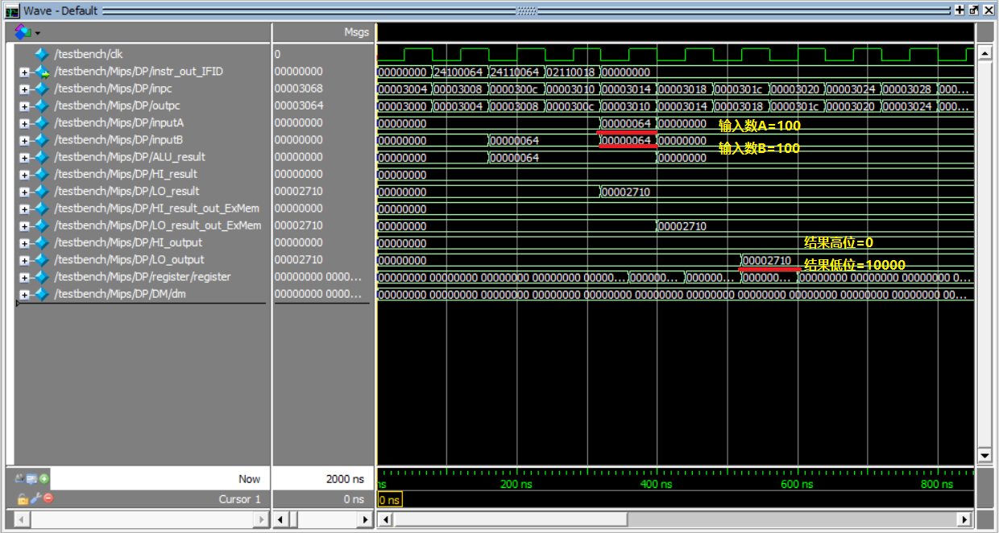 Wave - Default
Msgs
/testbench/clk 0
/testbench/Mips/DP/instr_out_IFID 00000000 00000000 24100064 24110064 02110018 00000000
/testbench/Mips/DP/inpc 00003068 00003004 00003008 0000300c 00003010 00003014 00003018 0000301c 00003020 00003024 00003028 000...
/testbench/Mips/DP/outpc 00003064 00003000 00003004 00003008 0000300c 00003010 00003014 00003018 0000301c 00003020 00003024 000...
/testbench/Mips/DP/inputA 00000000 00000000 00000064 00000000 输入数A=100
/testbench/Mips/DP/inputB 00000000 00000000 00000064 00000064 00000000 输入数B=100
/testbench/Mips/DP/ALU_result 00000000 00000000 00000064 00000000
/testbench/Mips/DP/HI_result 00000000 00000000
/testbench/Mips/DP/LO_result 00002710 00000000 00002710
/testbench/Mips/DP/HI_result_out_ExMem 00000000 00000000
/testbench/Mips/DP/LO_result_out_ExMem 00002710 00000000 00002710
/testbench/Mips/DP/HI_output 00000000 00000000 结果高位=0
/testbench/Mips/DP/LO_output 00002710 00000000 00002710 结果低位=10000
/testbench/Mips/DP/register/register 00000000 0000... 00000000 00000000 00000000 00000000 00000... 000000... 000000... 000000... 00000000 00000000 00000000 0...
/testbench/Mips/DP/DM/dm 00000000 0000... 00000000 00000000 00000000 00000000 00000000 00000000 00000000 00000000 00000000 00000000 00000000 00...
Now 2000 ns ns 200 ns 400 ns 600 ns 800 ns
Cursor 1 0 ns 0 ns